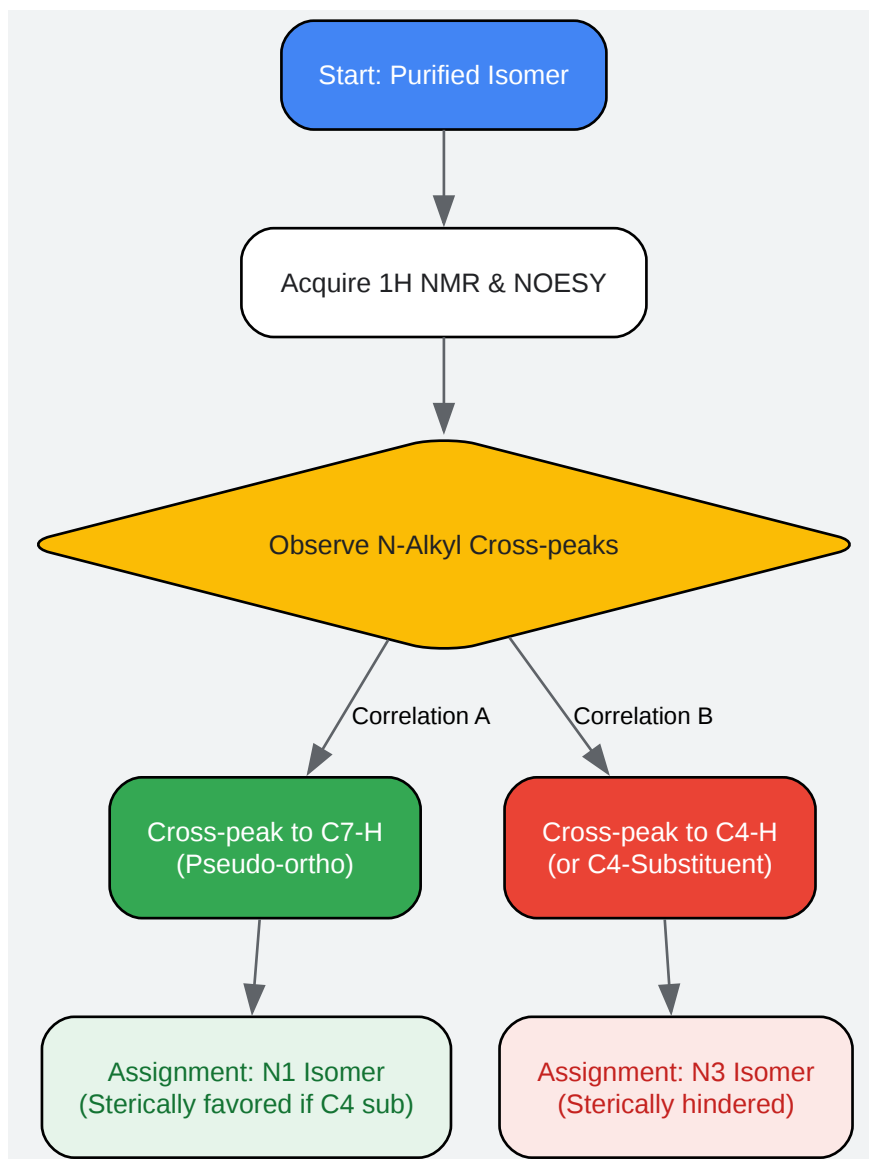 Start: Purified Isomer
Acquire 1H NMR & NOESY
Observe N-Alkyl Cross-peaks
Correlation A
Correlation B
Cross-peak to C7-H
(Pseudo-ortho)
Cross-peak to C4-H
(or C4-Substituent)
Assignment: N1 Isomer
(Sterically favored if C4 sub)
Assignment: N3 Isomer
(Sterically hindered)